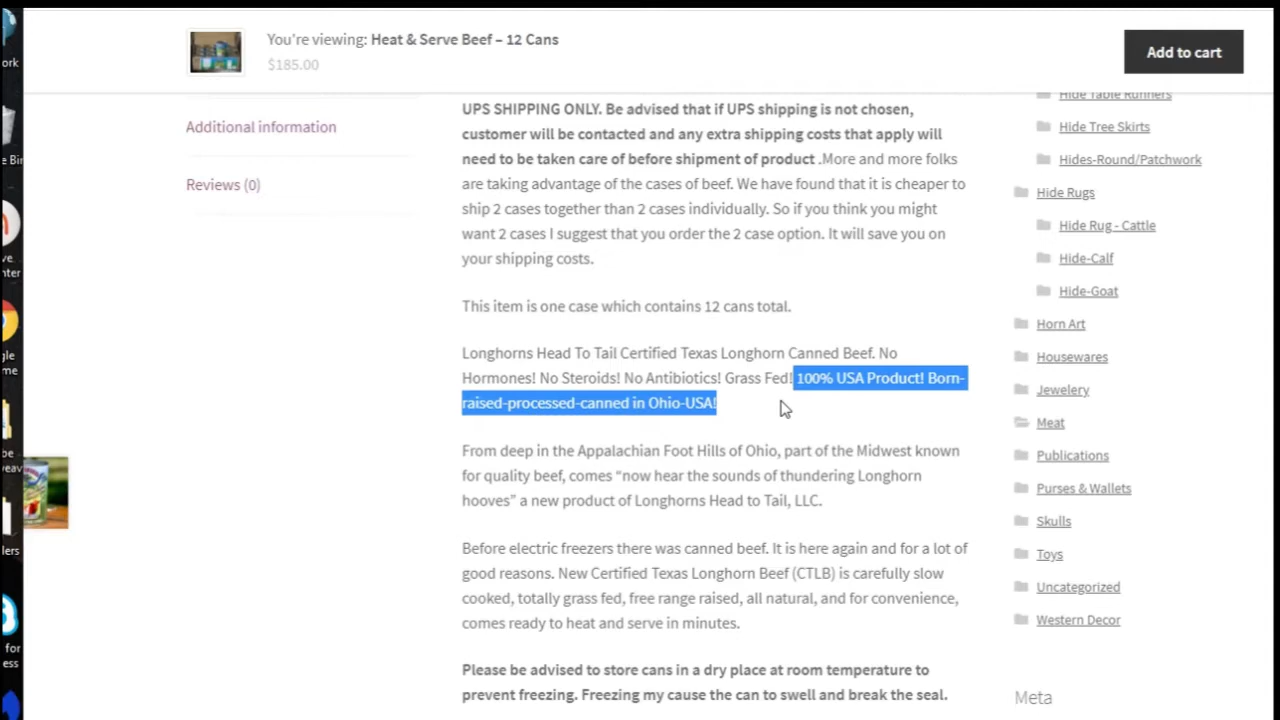 You're viewing: Heat & Serve Beef – 12 Cans
$185.00
Add to cart
Additional information
Reviews (0)
UPS SHIPPING ONLY. Be advised that if UPS shipping is not chosen,
customer will be contacted and any extra shipping costs that apply will
need to be taken care of before shipment of product .More and more folks
are taking advantage of the cases of beef. We have found that it is cheaper to
ship 2 cases together than 2 cases individually. So if you think you might
want 2 cases I suggest that you order the 2 case option. It will save you on
your shipping costs.
This item is one case which contains 12 cans total.
Longhorns Head To Tail Certified Texas Longhorn Canned Beef. No
Hormones! No Steroids! No Antibiotics! Grass Fed! 100% USA Product! Born-
raised-processed-canned in Ohio-USA!
From deep in the Appalachian Foot Hills of Ohio, part of the Midwest known
for quality beef, comes “now hear the sounds of thundering Longhorn
hooves” a new product of Longhorns Head to Tail, LLC.
Before electric freezers there was canned beef. It is here again and for a lot of
good reasons. New Certified Texas Longhorn Beef (CTLB) is carefully slow
cooked, totally grass fed, free range raised, all natural, and for convenience,
comes ready to heat and serve in minutes.
Please be advised to store cans in a dry place at room temperature to
prevent freezing. Freezing my cause the can to swell and break the seal.
Hide Table Runners
Hide Tree Skirts
Hides-Round/Patchwork
Hide Rugs
Hide Rug - Cattle
Hide-Calf
Hide-Goat
Horn Art
Housewares
Jewelery
Meat
Publications
Purses & Wallets
Skulls
Toys
Uncategorized
Western Decor
Meta
ork
e Bin
ve
nter
gle
me
be
weav
lers
for
ess